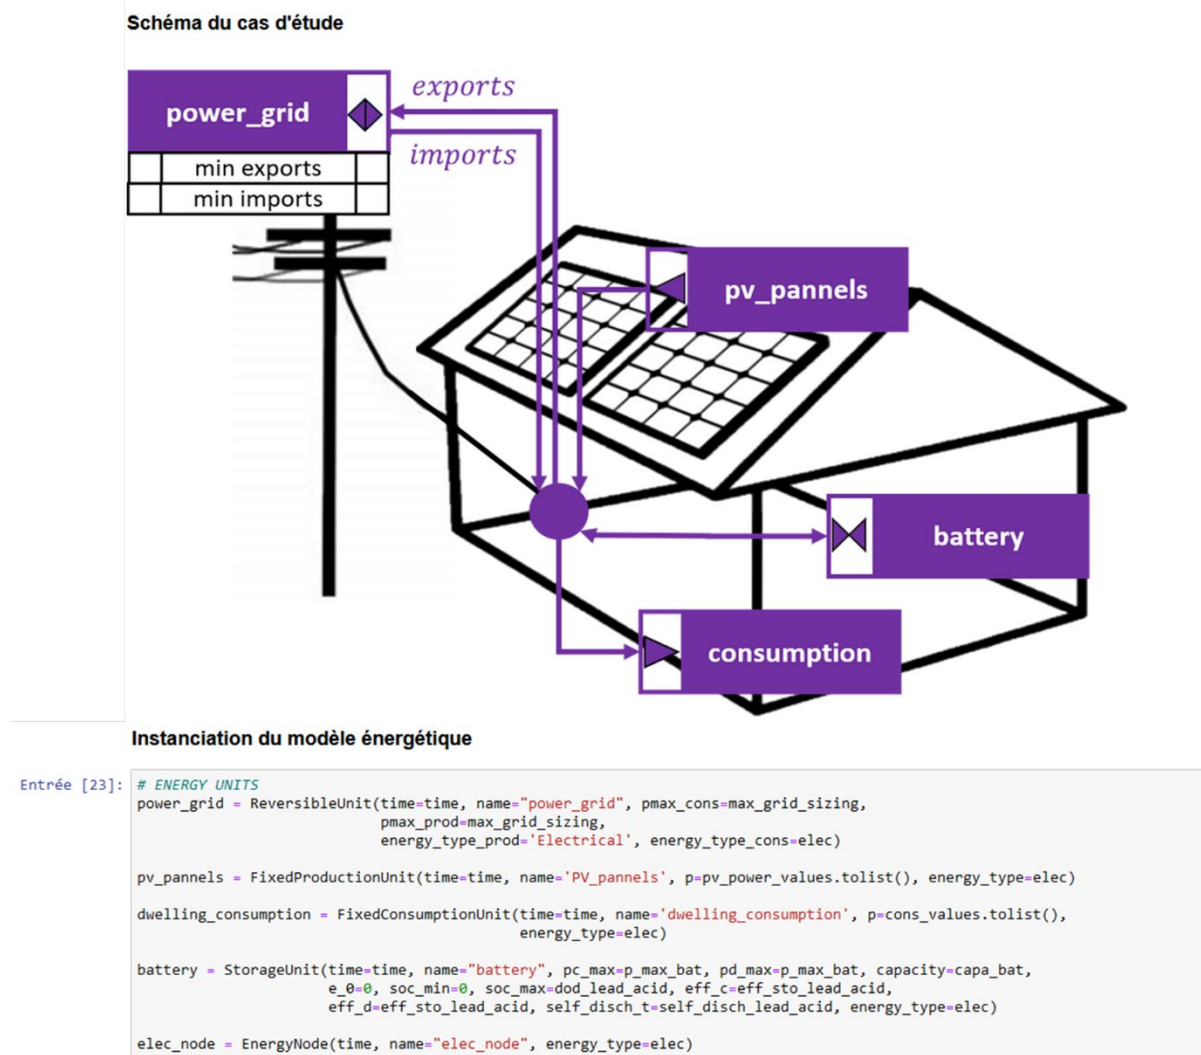 Schéma du cas d'étude
exports
power_grid
imports
min exports
min imports
pv_pannels
battery
consumption
Instanciation du modèle énergétique
Entrée [23]: # ENERGY UNITS
power_grid = ReversibleUnit(time=time, name="power_grid", pmax_cons=max_grid_sizing,
pmax_prod=max_grid_sizing,
energy_type_prod='Electrical', energy_type_cons=elec)
pv_pannels = FixedProductionUnit(time=time, name='PV_pannels', p=pv_power_values.tolist(), energy_type=elec)
dwelling_consumption = FixedConsumptionUnit(time=time, name='dwelling_consumption', p=cons_values.tolist(),
energy_type=elec)
battery = StorageUnit(time=time, name="battery", pc_max=p_max_bat, pd_max=p_max_bat, capacity=capa_bat,
e_0=0, soc_min=0, soc_max=dod_lead_acid, eff_c=eff_sto_lead_acid,
eff_d=eff_sto_lead_acid, self_disch_t=self_disch_lead_acid, energy_type=elec)
elec_node = EnergyNode(time, name="elec_node", energy_type=elec)